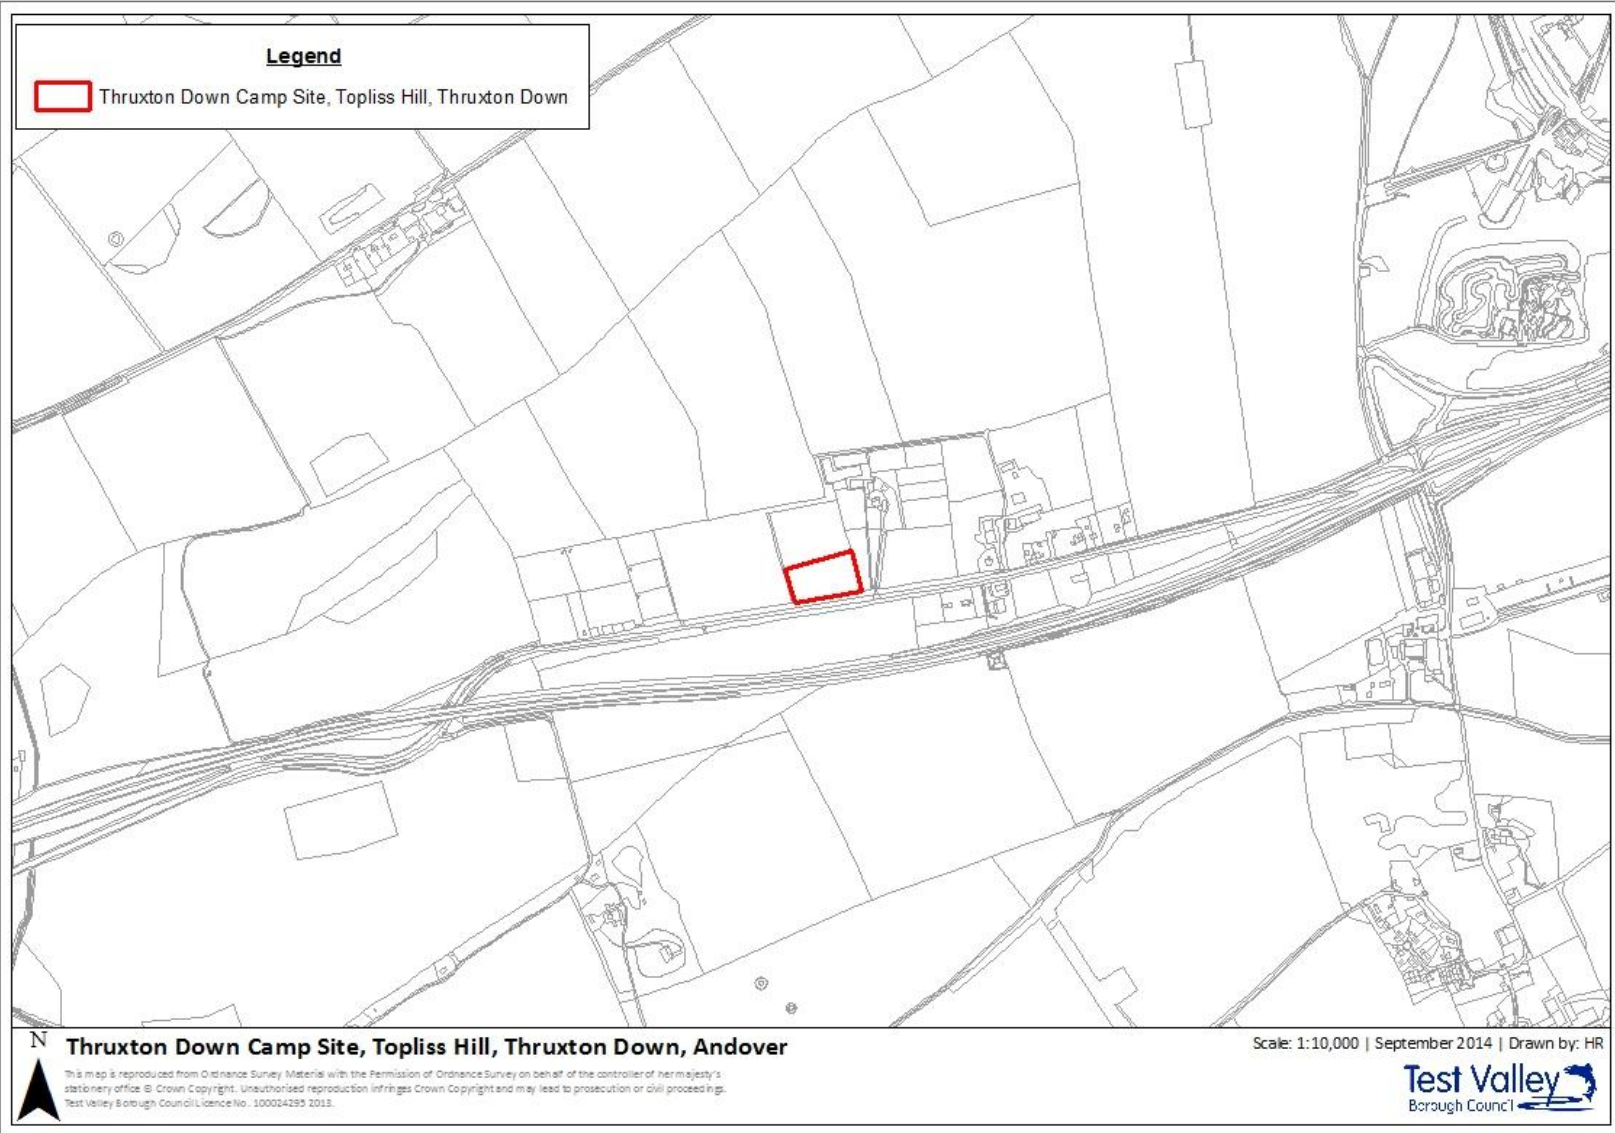 Legend
Thruxton Down Camp Site, Topliss Hill, Thruxton Down
N
Thruxton Down Camp Site, Topliss Hill, Thruxton Down, Andover
This map is reproduced from Ordnance Survey Material with the Permission of Ordnance Survey on behalf of the controller of her majesty's
stationery office © Crown Copyright. Unauthorised reproduction infringes Crown Copyright and may lead to prosecution or civil proceedings.
Test Valley Borough Council Licence No. 100024295 2013.
Scale: 1:10,000 | September 2014 | Drawn by: HR
Test Valley
Borough Council